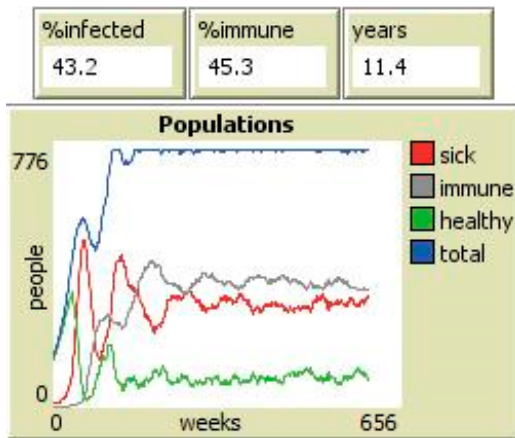 %infected %immune years
43.2 45.3 11.4
Populations
776
sick
immune
healthy
total
people
0
0 weeks 656